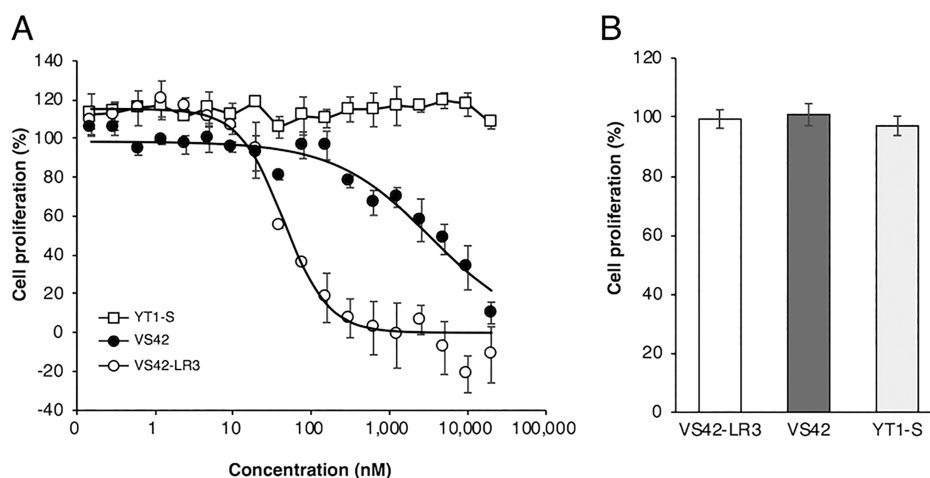 A
Cell proliferation (%)
140
120
100
80
60
40
20
0
-20
-40
YT1-S
VS42
VS42-LR3
0 1 10 100 1,000 10,000 100,000
Concentration (nM)
B
Cell proliferation (%)
120
100
80
60
40
20
0
VS42-LR3 VS42 YT1-S